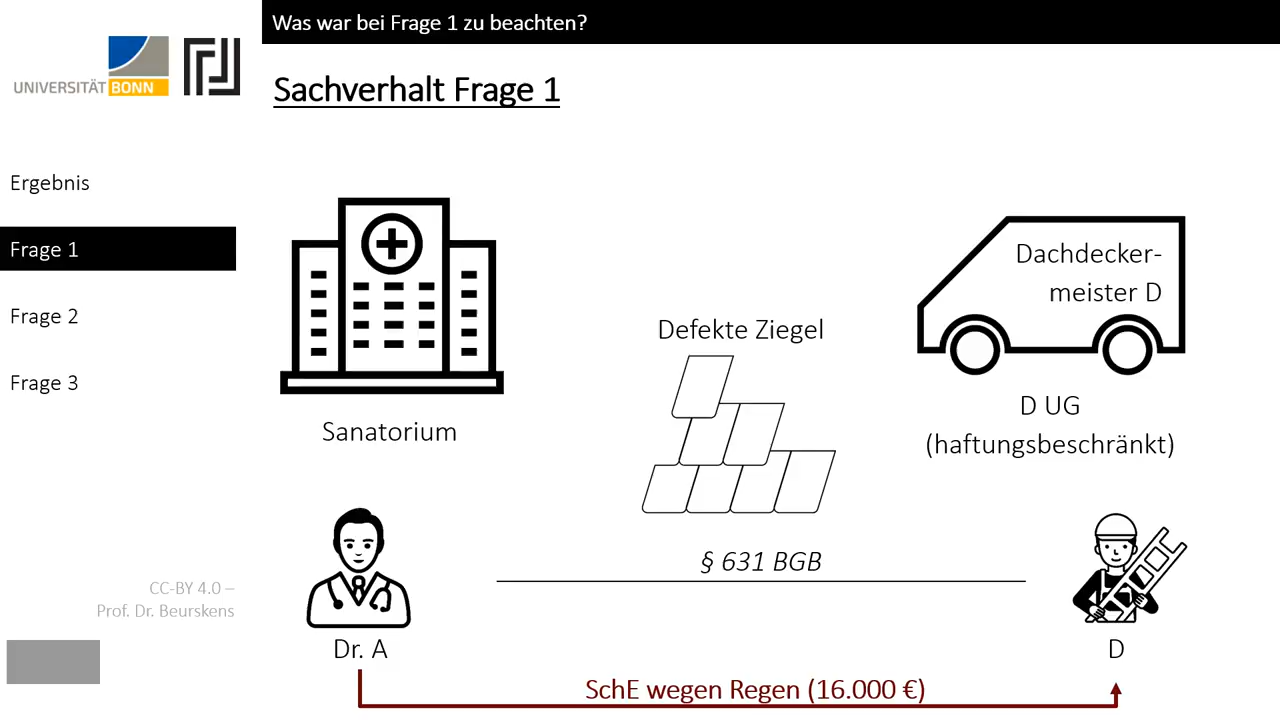 Was war bei Frage 1 zu beachten?
UNIVERSITÄT BONN
Sachverhalt Frage 1
Ergebnis
Frage 1
Frage 2
Frage 3
CC-BY 4.0 –
Prof. Dr. Beurskens
Sanatorium
Defekte Ziegel
Dachdecker-
meister D
D UG
(haftungsbeschränkt)
§ 631 BGB
Dr. A
D
SchE wegen Regen (16.000 €)